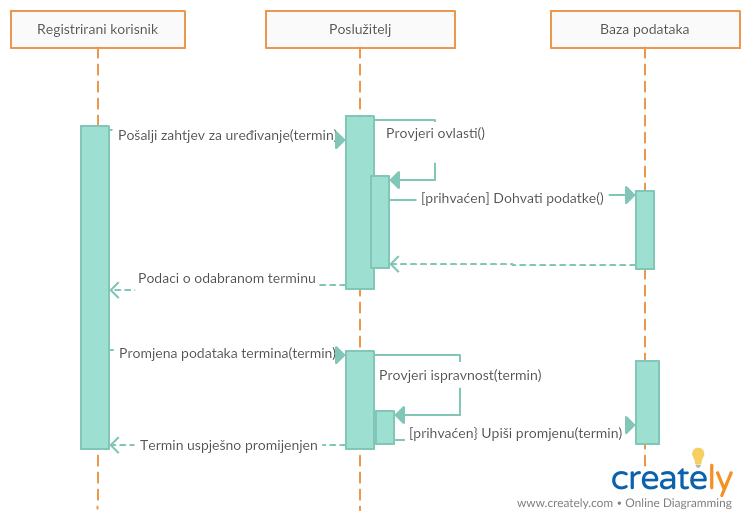 Registrirani korisnik
Poslužitelj
Baza podataka
Pošalji zahtjev za uređivanje(termin)
Provjeri ovlasti()
[prihvaćen] Dohvati podatke()
Podaci o odabranom terminu
Promjena podataka termina(termin)
Provjeri ispravnost(termin)
[prihvaćen} Upiši promjenu(termin)
Termin uspješno promijenjen
creately
www.creately.com • Online Diagramming